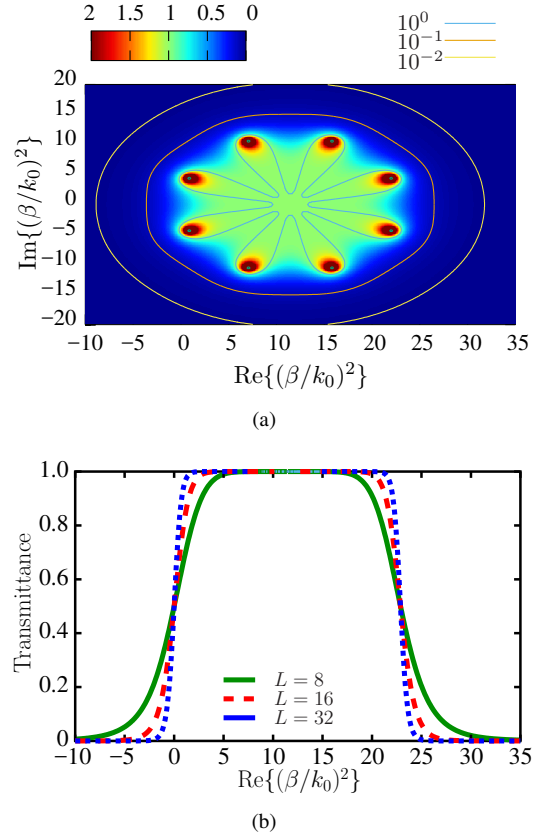 2 1.5 1 0.5 0
10^0
10^{-1}
10^{-2}
20
15
10
5
0
−5
−10
−15
−20
Im{(β/k_0)^2}
−10 −5 0 5 10 15 20 25 30 35
Re{(β/k_0)^2}
(a)
1.0
0.8
0.6
0.4
0.2
0
Transmittance
L = 8
L = 16
L = 32
−10 −5 0 5 10 15 20 25 30 35
Re{(β/k_0)^2}
(b)